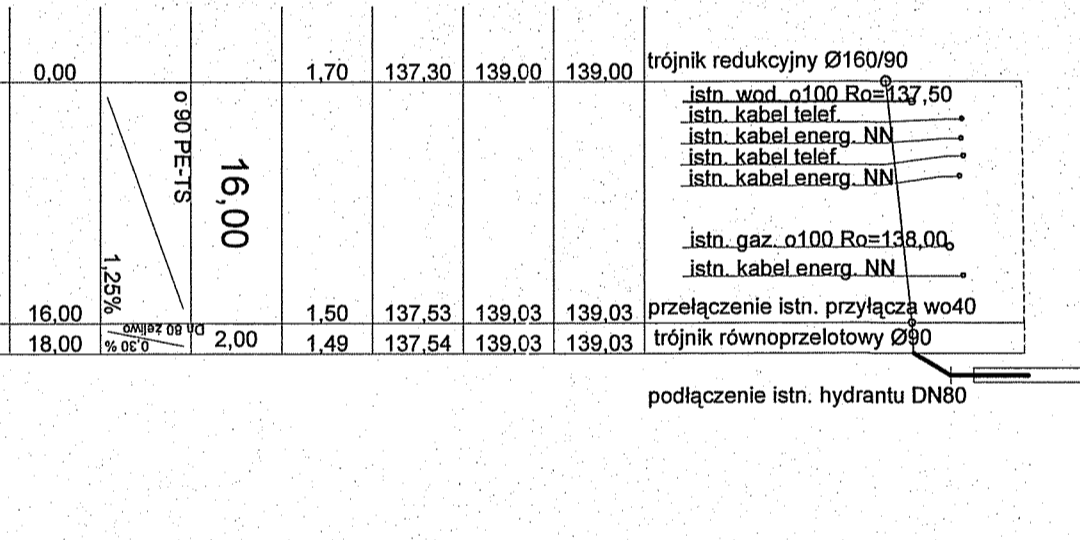 0,00 1,70 137,30 139,00 139,00 trójnik redukcyjny Ø160/90
istn. wod. o100 Ro=137,50
istn. kabel telef.
istn. kabel energ. NN
istn. kabel telef.
istn. kabel energ. NN
o 90 PE-TS
16,00
istn. gaz. o100 Ro=138,00
istn. kabel energ. NN
1,25%
16,00 1,50 137,53 139,03 139,03 przełączenie istn. przyłącza wo40
Dn 80 żeliwo
18,00 0,30 % 2,00 1,49 137,54 139,03 139,03 trójnik równoprzelotowy Ø90
podłączenie istn. hydrantu DN80